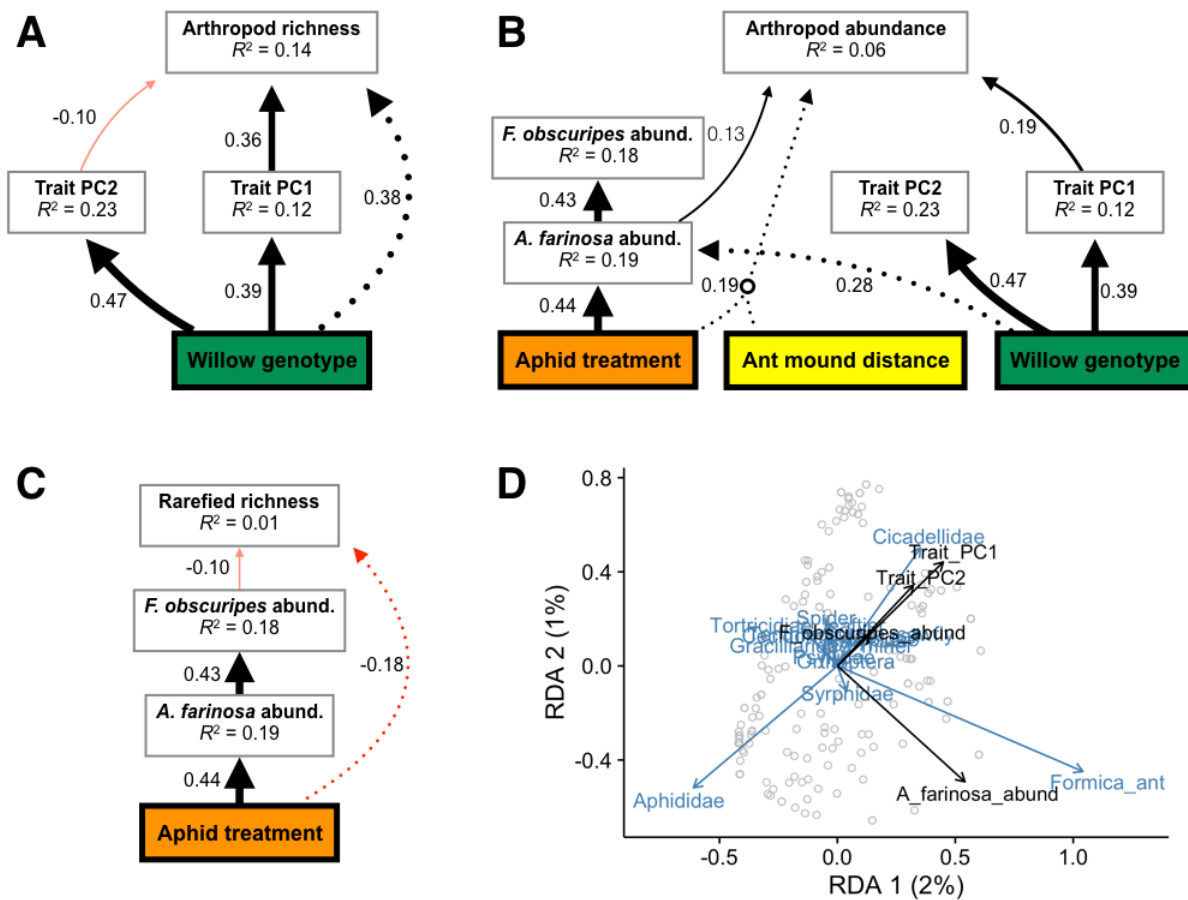 A
Arthropod richness
R² = 0.14
-0.10
0.36
0.38
Trait PC2
R² = 0.23
Trait PC1
R² = 0.12
0.47
0.39
Willow genotype
B
Arthropod abundance
R² = 0.06
F. obscuripes abund.
R² = 0.18
0.13
0.19
0.43
Trait PC2
R² = 0.23
Trait PC1
R² = 0.12
A. farinosa abund.
R² = 0.19
0.44
0.19
0.28
0.47
0.39
Aphid treatment
Ant mound distance
Willow genotype
C
Rarefied richness
R² = 0.01
-0.10
F. obscuripes abund.
R² = 0.18
0.43
-0.18
A. farinosa abund.
R² = 0.19
0.44
Aphid treatment
D
0.8
0.4
0.0
-0.4
RDA 2 (1%)
Cicadellidae
Trait_PC1
Trait_PC2
Spider
Tortricidiae
F_obscuripes_abund
Syrphidae
Aphididae
A_farinosa_abund
Formica_ant
-0.5
0.0
0.5
1.0
RDA 1 (2%)